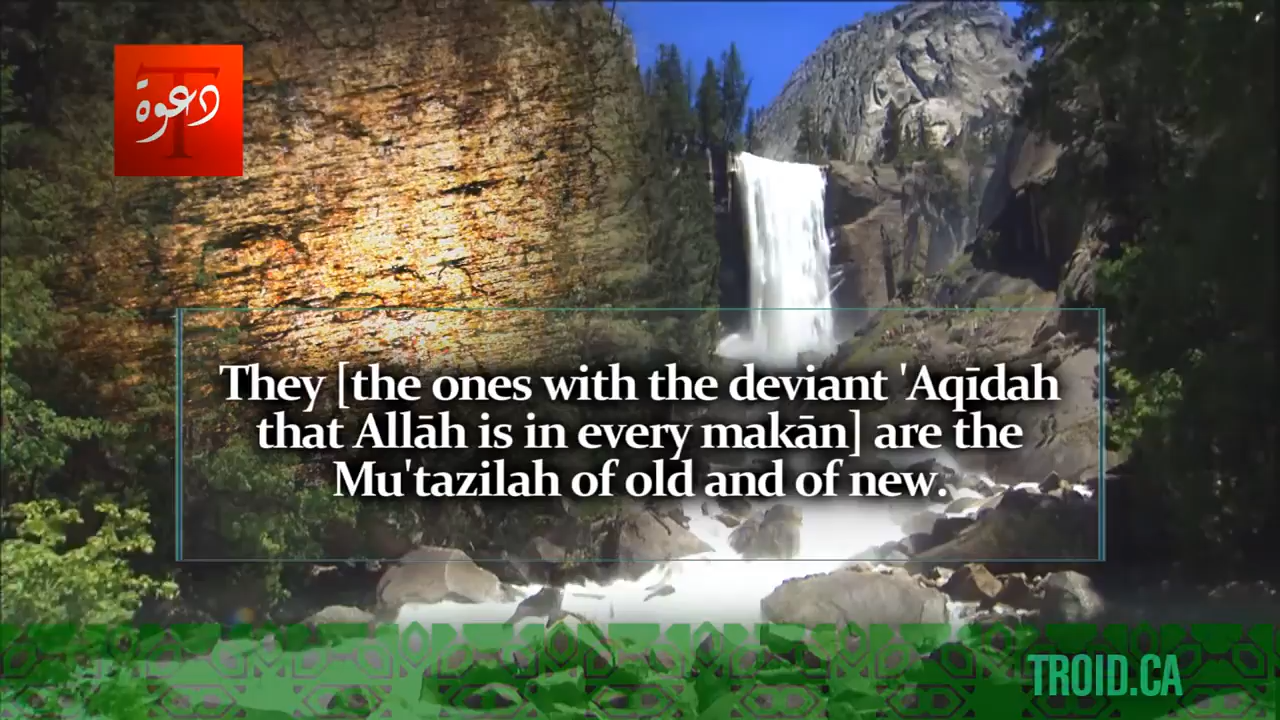 دعوة
T
They [the ones with the deviant 'Aqīdah
that Allāh is in every makān] are the
Mu'tazilah of old and of new.
TROID.CA